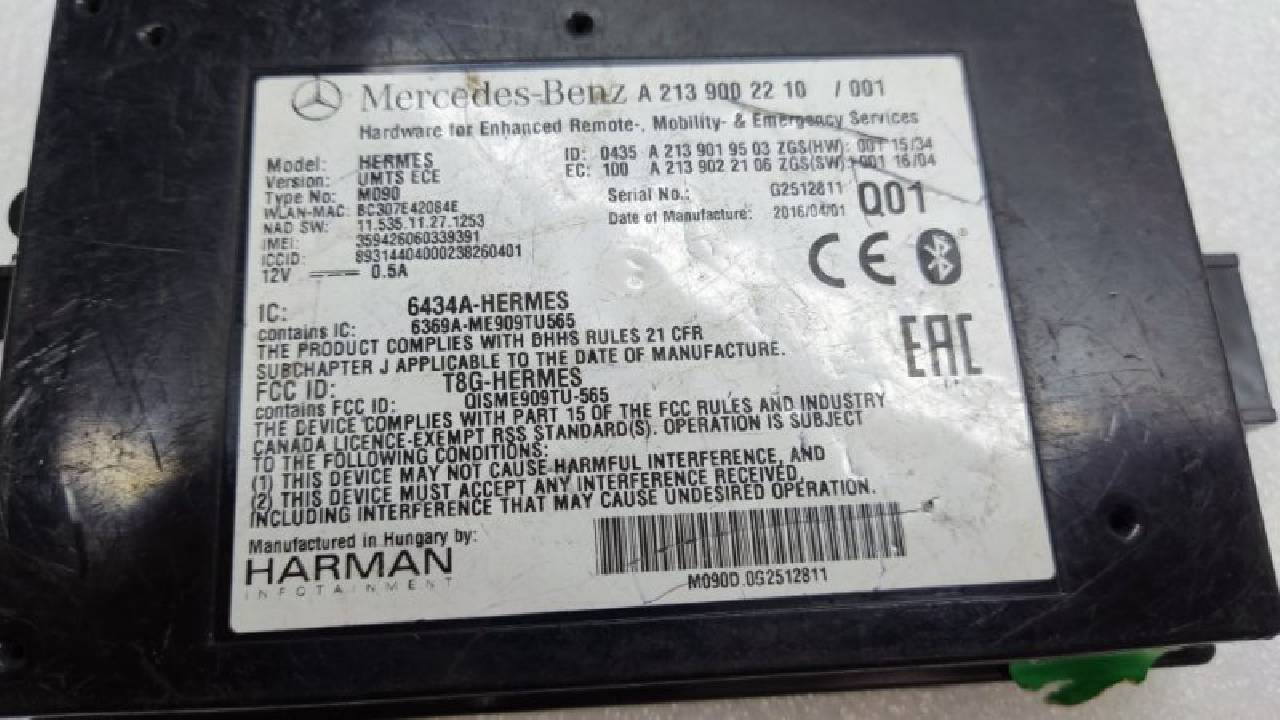 Mercedes-Benz A 213 900 22 10 / 001
Hardware for Enhanced Remote-, Mobility- & Emergency Services
Model: HERMES ID: 0435 A 213 901 95 03 ZGS(HW): 001 15/34
Version: UMTS ECE EC: 100 A 213 902 21 06 ZGS(SW): 001 16/04
Type No: M090 Serial No.: G2512811 Q01
WLAN-MAC: 8C307E42084E Date of Manufacture: 2016/04/01
NAD SW: 11.535.11.27.1253
IMEI: 359426060339391
ICCID: 89314404000238260401
12V 0.5A
CE
IC: 6434A-HERMES
contains IC: 6369A-ME909TU565
THE PRODUCT COMPLIES WITH DHHS RULES 21 CFR
SUBCHAPTER J APPLICABLE TO THE DATE OF MANUFACTURE.
EAC
FCC ID: T8G-HERMES
contains FCC ID: QISME909TU-565
THE DEVICE COMPLIES WITH PART 15 OF THE FCC RULES AND INDUSTRY
CANADA LICENCE-EXEMPT RSS STANDARD(S). OPERATION IS SUBJECT
TO THE FOLLOWING CONDITIONS:
(1) THIS DEVICE MAY NOT CAUSE HARMFUL INTERFERENCE, AND
(2) THIS DEVICE MUST ACCEPT ANY INTERFERENCE RECEIVED,
INCLUDING INTERFERENCE THAT MAY CAUSE UNDESIRED OPERATION.
Manufactured in Hungary by:
HARMAN
INFOTAINMENT
M090D.0G2512811